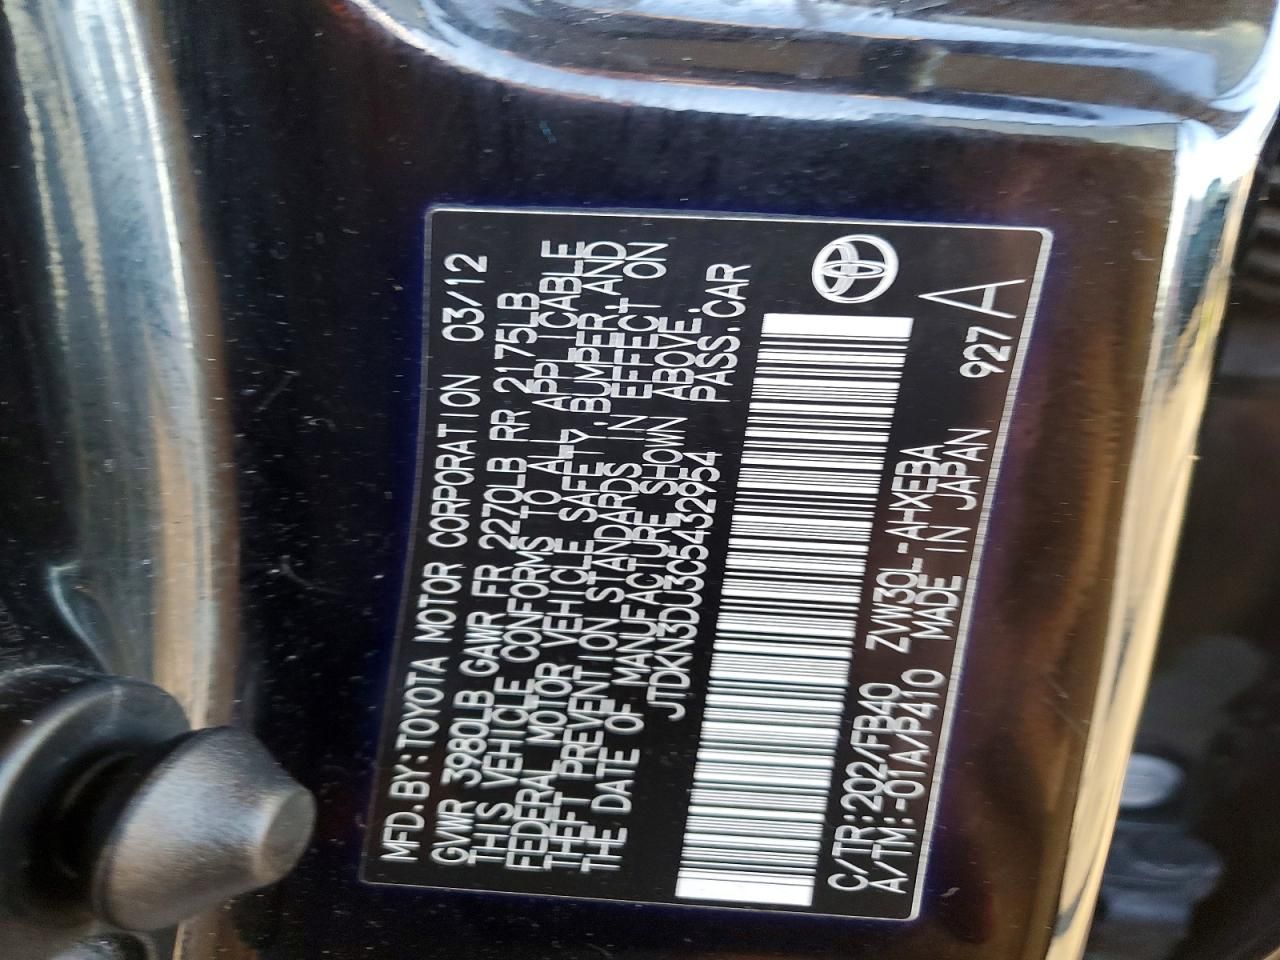 MFD.BY:TOYOTA MOTOR CORPORATION 03/12
GVWR 3980LB GAWR FR 2270LB RR 2175LB
THIS VEHICLE CONFORMS TO ALL APPLICABLE
FEDERAL MOTOR VEHICLE SAFETY,BUMPER,AND
THEFT PREVENTION STANDARDS IN EFFECT ON
THE DATE OF MANUFACTURE SHOWN ABOVE.
JTDKN3DU3C5432954 PASS.CAR
C/TR:202/FB40 ZVW30L-AHXEBA 927 A
A/TM:-01A/P410 MADE IN JAPAN